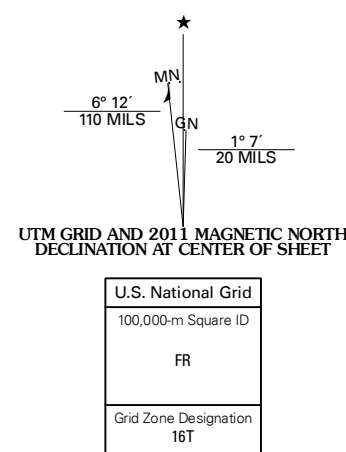 ★
MN
6° 12´
110 MILS
GN
1° 7´
20 MILS
UTM GRID AND 2011 MAGNETIC NORTH
DECLINATION AT CENTER OF SHEET
U.S. National Grid
100,000-m Square ID
FR
Grid Zone Designation
16T